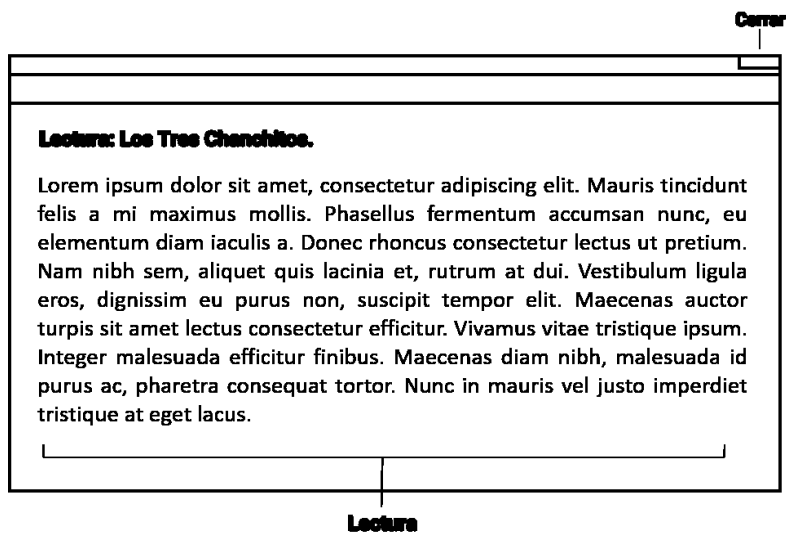 Cerrar
Lectura: Los Tres Chanchitos.
Lorem ipsum dolor sit amet, consectetur adipiscing elit. Mauris tincidunt
felis a mi maximus mollis. Phasellus fermentum accumsan nunc, eu
elementum diam iaculis a. Donec rhoncus consectetur lectus ut pretium.
Nam nibh sem, aliquet quis lacinia et, rutrum at dui. Vestibulum ligula
eros, dignissim eu purus non, suscipit tempor elit. Maecenas auctor
turpis sit amet lectus consectetur efficitur. Vivamus vitae tristique ipsum.
Integer malesuada efficitur finibus. Maecenas diam nibh, malesuada id
purus ac, pharetra consequat tortor. Nunc in mauris vel justo imperdiet
tristique at eget lacus.
Lectura